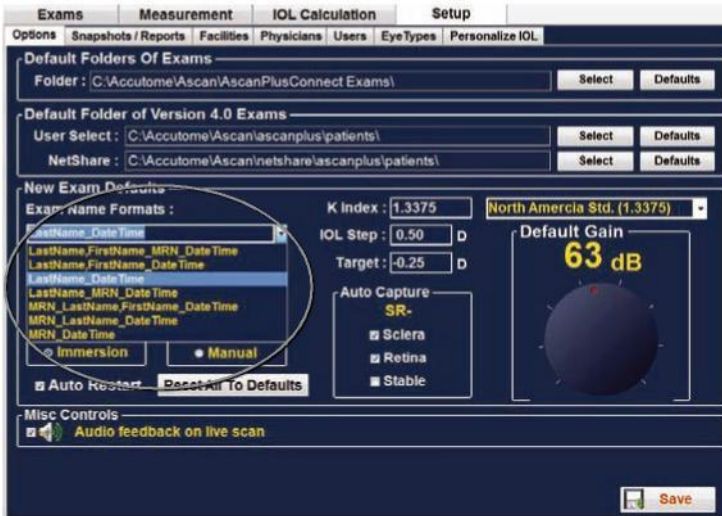 Exams Measurement IOL Calculation Setup
Options Snapshots / Reports Facilities Physicians Users EyeTypes Personalize IOL
Default Folders Of Exams
Folder : C:\Accutome\Ascan\AscanPlusConnect Exams\ Select Defaults
Default Folder of Version 4.0 Exams
User Select : C:\Accutome\Ascan\ascanplus\patients\ Select Defaults
NetShare : C:\Accutome\Ascan\netshare\ascanplus\patients\ Select Defaults
New Exam Defaults
Exam Name Formats :
LastName_DateTime
LastName,FirstName_MRN_DateTime
LastName,FirstName_DateTime
LastName_DateTime
LastName_MRN_DateTime
MRN_LastName,FirstName_DateTime
MRN_LastName_DateTime
MRN_DateTime
Immersion Manual
Auto Restart Reset All To Defaults
K Index : 1.3375 North Amercia Std. (1.3375)
IOL Step : 0.50 D
Target : -0.25 D
Auto Capture
SR-
Sclera
Retina
Stable
Default Gain
63 dB
Misc Controls
Audio feedback on live scan
Save